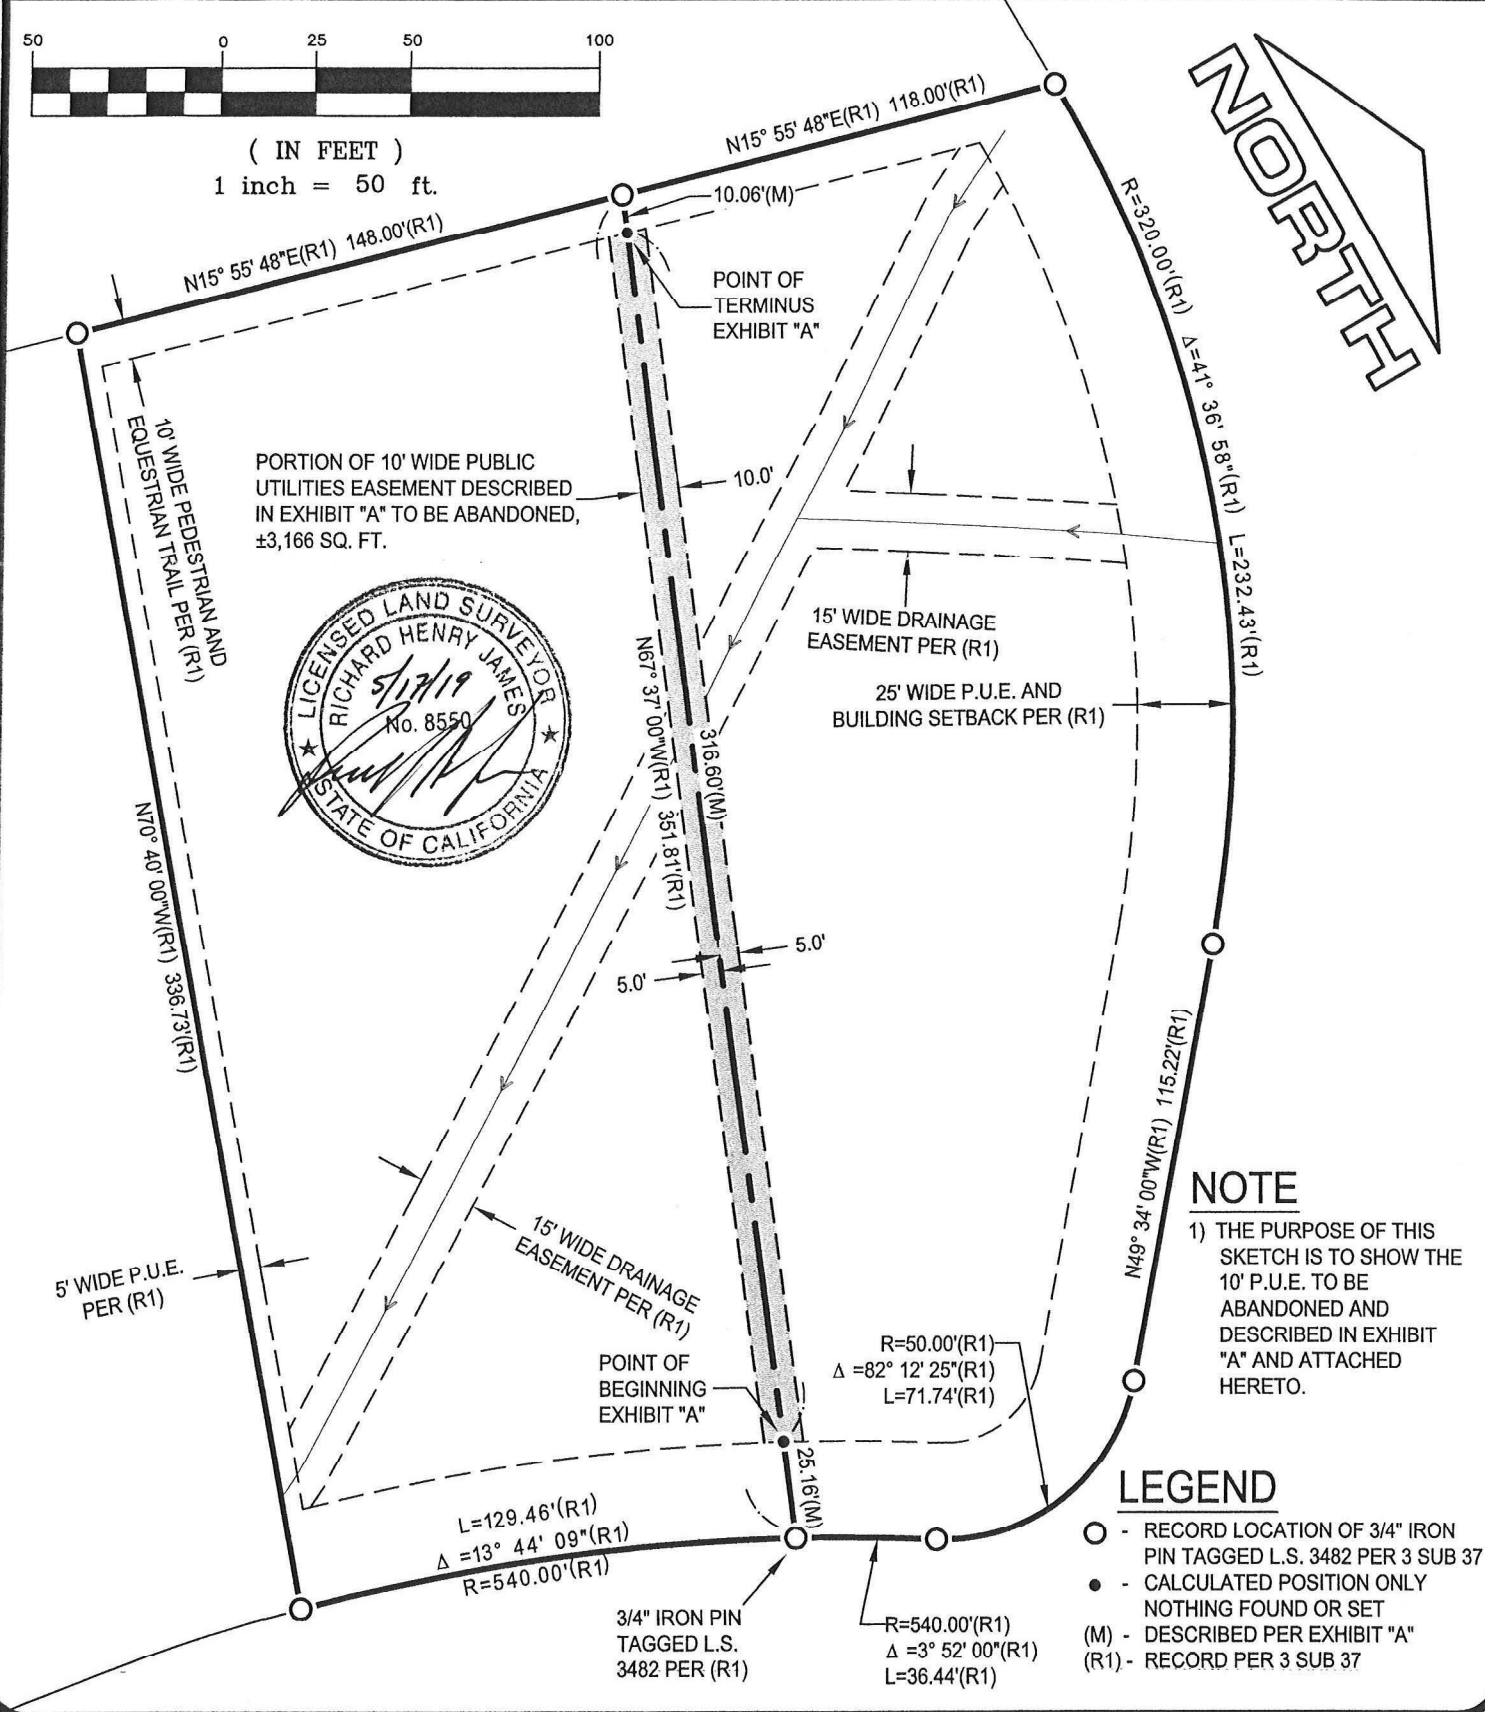 50 0 25 50 100
( IN FEET )
1 inch = 50 ft.
NORTH
N15° 55' 48"E(R1) 118.00'(R1)
10.06'(M)
N15° 55' 48"E(R1) 148.00'(R1)
POINT OF
TERMINUS
EXHIBIT "A"
R=320.00'(R1) Δ=41° 36' 58"(R1) L=232.43'(R1)
10' WIDE PEDESTRIAN AND
EQUESTRIAN TRAIL PER (R1)
PORTION OF 10' WIDE PUBLIC
UTILITIES EASEMENT DESCRIBED
IN EXHIBIT "A" TO BE ABANDONED,
±3,166 SQ. FT.
10.0'
LICENSED LAND SURVEYOR
RICHARD HENRY JAMES
5/17/19
No. 8550
STATE OF CALIFORNIA
15' WIDE DRAINAGE
EASEMENT PER (R1)
25' WIDE P.U.E. AND
BUILDING SETBACK PER (R1)
N67° 37' 00"W(R1) 351.81'(R1)
316.60'(M)
N70° 40' 00"W(R1) 336.73'(R1)
5.0'
5.0'
N49° 34' 00"W(R1) 115.22'(R1)
NOTE
1) THE PURPOSE OF THIS
SKETCH IS TO SHOW THE
10' P.U.E. TO BE
ABANDONED AND
DESCRIBED IN EXHIBIT
"A" AND ATTACHED
HERETO.
5' WIDE P.U.E.
PER (R1)
15' WIDE DRAINAGE
EASEMENT PER (R1)
POINT OF
BEGINNING
EXHIBIT "A"
R=50.00'(R1)
Δ =82° 12' 25"(R1)
L=71.74'(R1)
25.16'(M)
L=129.46'(R1)
Δ =13° 44' 09"(R1)
R=540.00'(R1)
3/4" IRON PIN
TAGGED L.S.
3482 PER (R1)
R=540.00'(R1)
Δ =3° 52' 00"(R1)
L=36.44'(R1)
LEGEND
- RECORD LOCATION OF 3/4" IRON
PIN TAGGED L.S. 3482 PER 3 SUB 37
- CALCULATED POSITION ONLY
NOTHING FOUND OR SET
(M) - DESCRIBED PER EXHIBIT "A"
(R1) - RECORD PER 3 SUB 37